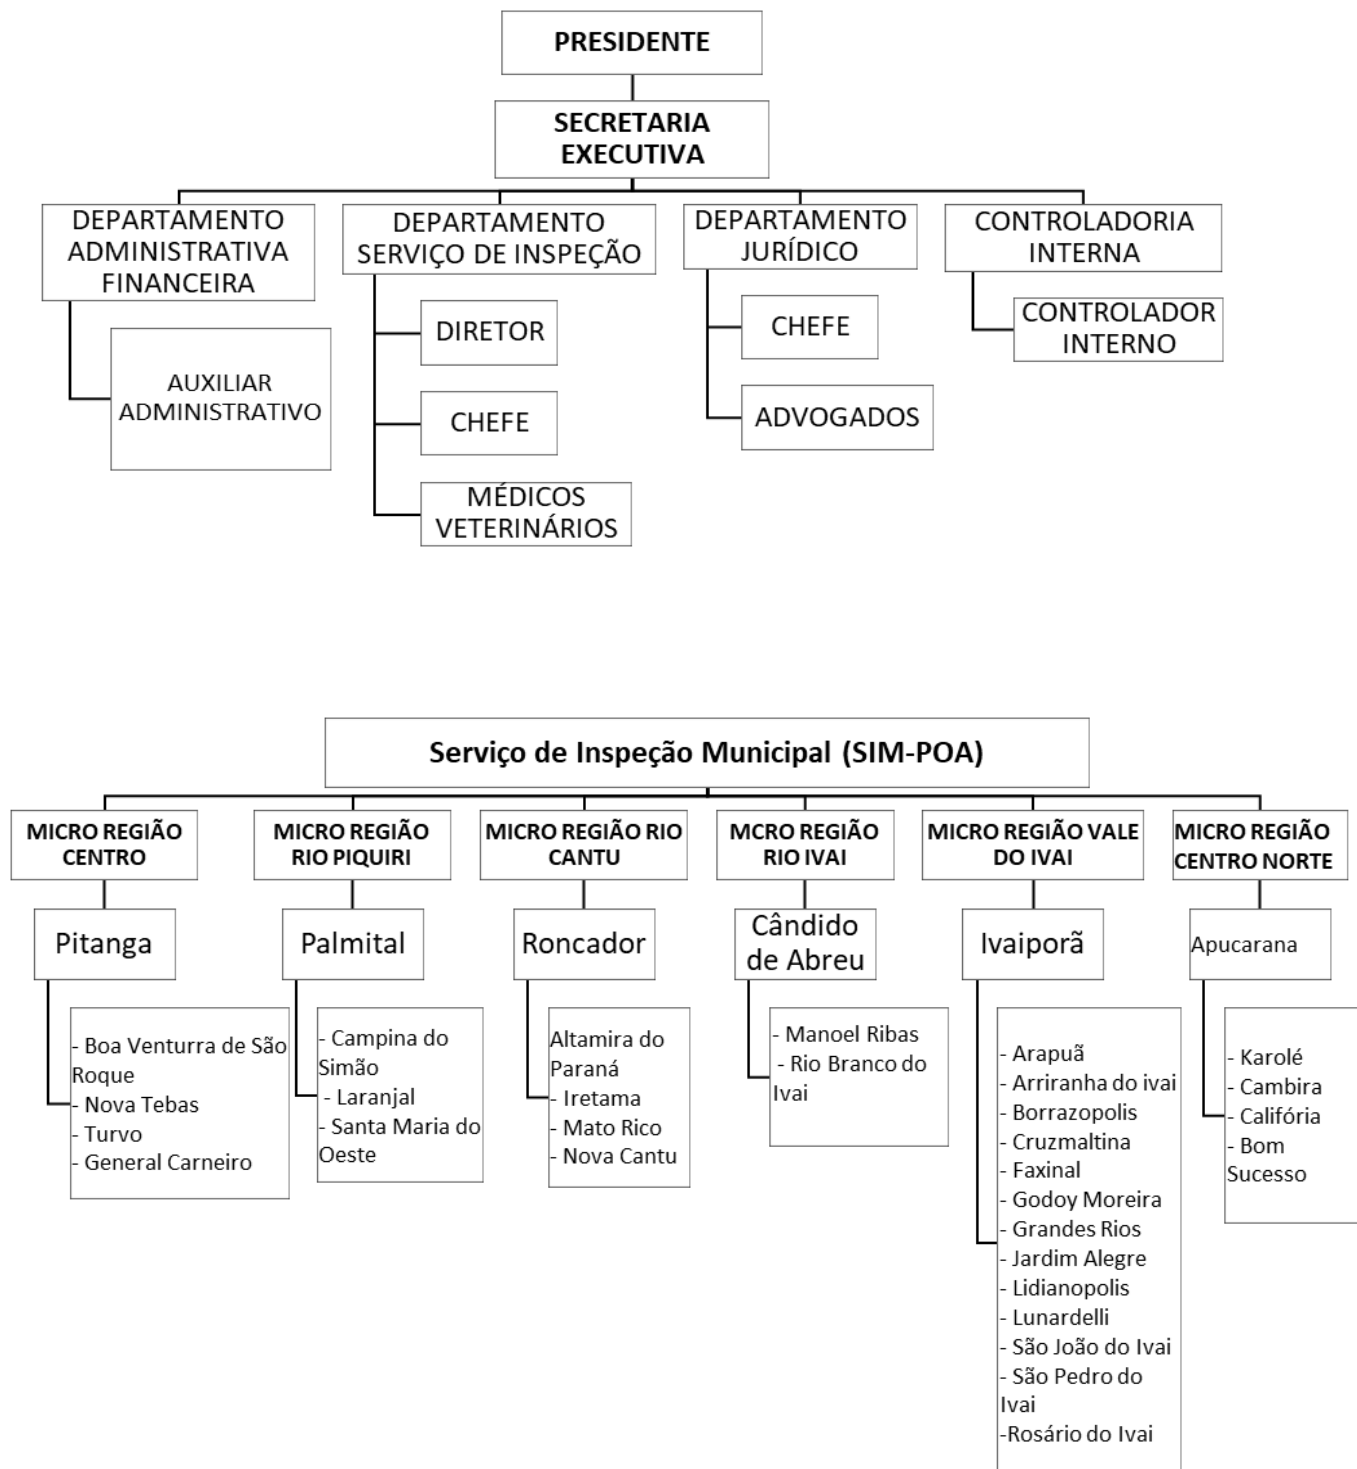 PRESIDENTE
SECRETARIA
EXECUTIVA
DEPARTAMENTO
ADMINISTRATIVA
FINANCEIRA
AUXILIAR
ADMINISTRATIVO
DEPARTAMENTO
SERVIÇO DE INSPEÇÃO
DIRETOR
CHEFE
MÉDICOS
VETERINÁRIOS
DEPARTAMENTO
JURÍDICO
CHEFE
ADVOGADOS
CONTROLADORIA
INTERNA
CONTROLADOR
INTERNO
Serviço de Inspeção Municipal (SIM-POA)
MICRO REGIÃO
CENTRO
Pitanga
- Boa Venturra de São
Roque
- Nova Tebas
- Turvo
- General Carneiro
MICRO REGIÃO
RIO PIQUIRI
Palmital
- Campina do
Simão
- Laranjal
- Santa Maria do
Oeste
MICRO REGIÃO RIO
CANTU
Roncador
Altamira do
Paraná
- Iretama
- Mato Rico
- Nova Cantu
MCRO REGIÃO
RIO IVAI
Cândido
de Abreu
- Manoel Ribas
- Rio Branco do
Ivai
MICRO REGIÃO VALE
DO IVAI
Ivaiporã
- Arapuã
- Arriranha do ivai
- Borrazopolis
- Cruzmaltina
- Faxinal
- Godoy Moreira
- Grandes Rios
- Jardim Alegre
- Lidianopolis
- Lunardelli
- São João do Ivai
- São Pedro do
Ivai
-Rosário do Ivai
MICRO REGIÃO
CENTRO NORTE
Apucarana
- Karolé
- Cambira
- Califória
- Bom
Sucesso